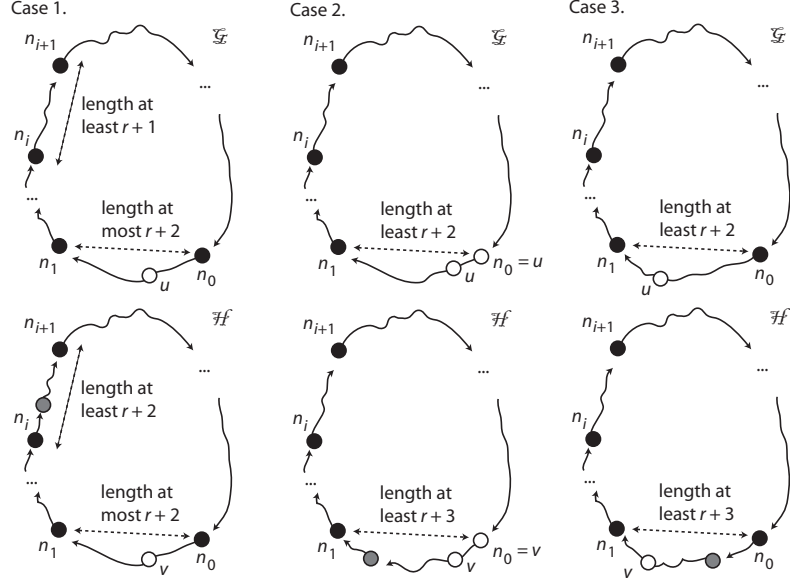 Case 1.
Case 2.
Case 3.
n_{i+1}
𝒢
length at
least r + 1
n_i
...
...
length at
most r + 2
n_1
u
n_0
n_{i+1}
𝒢
n_i
...
...
length at
least r + 2
n_1
u
n_0 = u
n_{i+1}
𝒢
n_i
...
...
length at
least r + 2
n_1
u
n_0
n_{i+1}
ℋ
length at
least r + 2
n_i
...
...
length at
most r + 2
n_1
v
n_0
n_{i+1}
ℋ
n_i
...
...
length at
least r + 3
n_1
v
n_0 = v
n_{i+1}
ℋ
n_i
...
...
length at
least r + 3
n_1
v
n_0